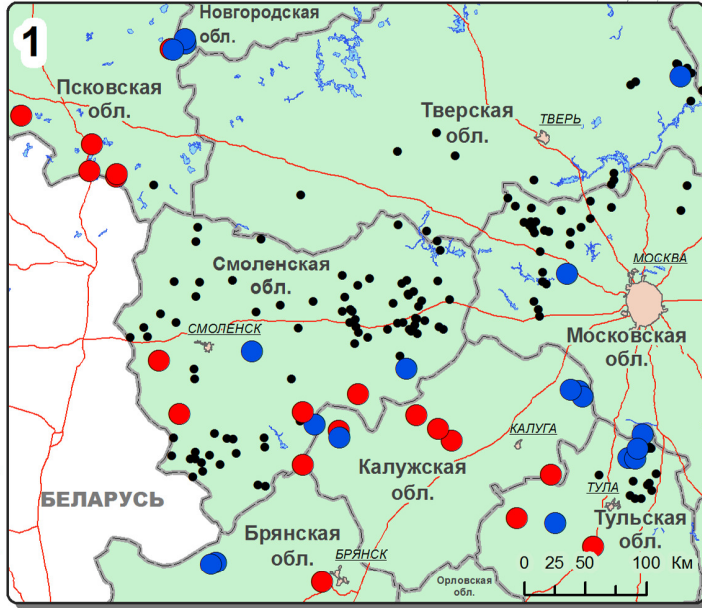 1
Новгородская
обл.
Псковская
обл.
Тверская
обл.
ТВЕРЬ
Смоленская
обл.
МОСКВА
СМОЛЕНСК
Московская
обл.
КАЛУГА
Калужская
обл.
ТУЛА
БЕЛАРУСЬ
Тульская
обл.
Брянская
обл.
БРЯНСК
Орловская
обл.
0 25 50 100 Км